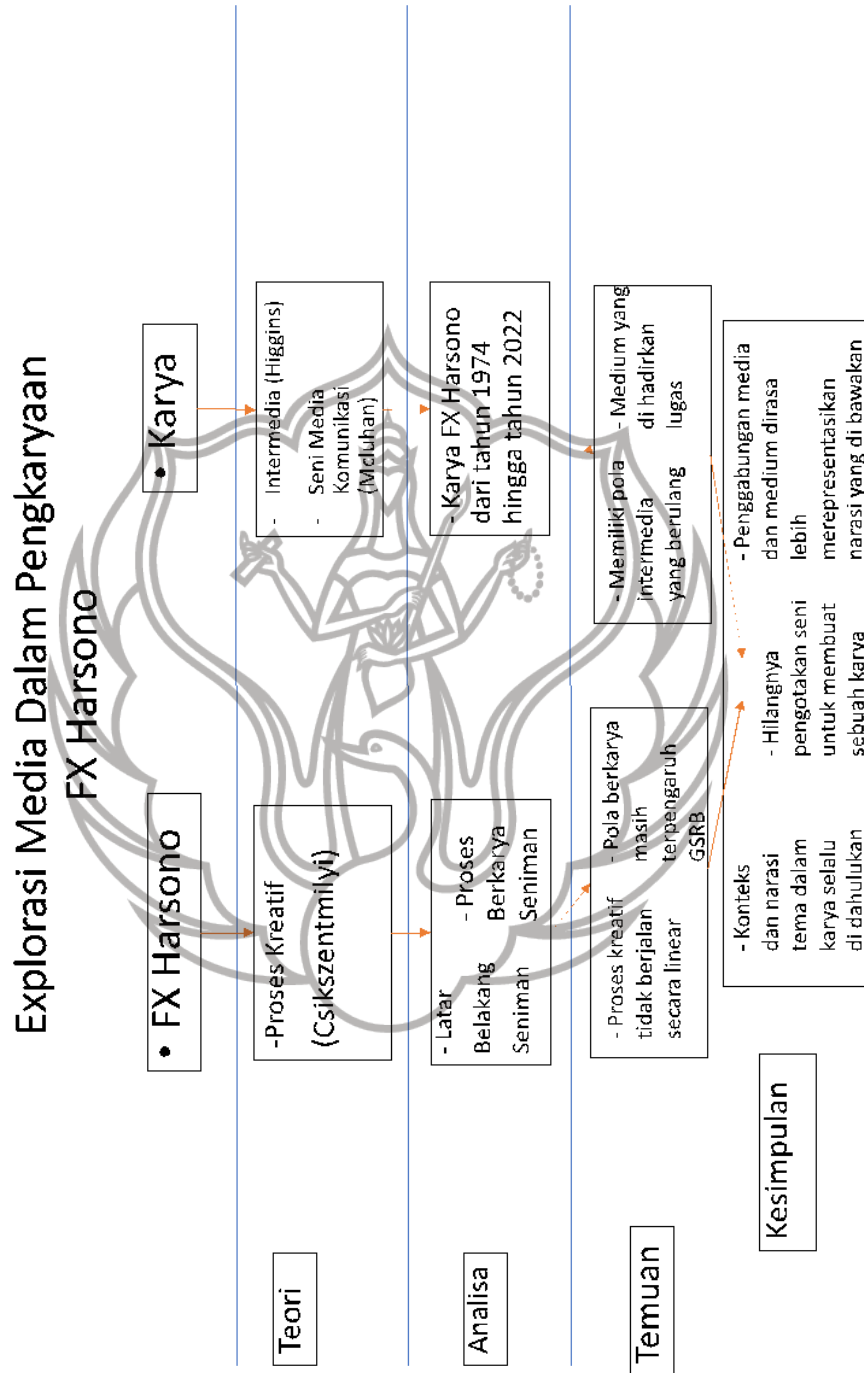 Explorasi Media Dalam Pengkaryaan
FX Harsono
• FX Harsono
• Karya
Teori
-Proses Kreatif
(Csikszentmilyi)
- Intermedia (Higgins)
- Seni Media
Komunikasi
(Mcluhan)
Analisa
- Latar
Belakang
Seniman
- Proses
Berkarya
Seniman
- Karya FX Harsono
dari tahun 1974
hingga tahun 2022
Temuan
- Proses kreatif
tidak berjalan
secara linear
- Pola berkarya
masih
terpengaruh
GSRB
- Memiliki pola
intermedia
yang berulang
- Medium yang
di hadirkan
lugas
Kesimpulan
- Konteks
dan narasi
tema dalam
karya selalu
di dahulukan
- Hilangnya
pengotakan seni
untuk membuat
sebuah karya
- Penggabungan media
dan medium dirasa
lebih
merepresentasikan
narasi yang di bawakan